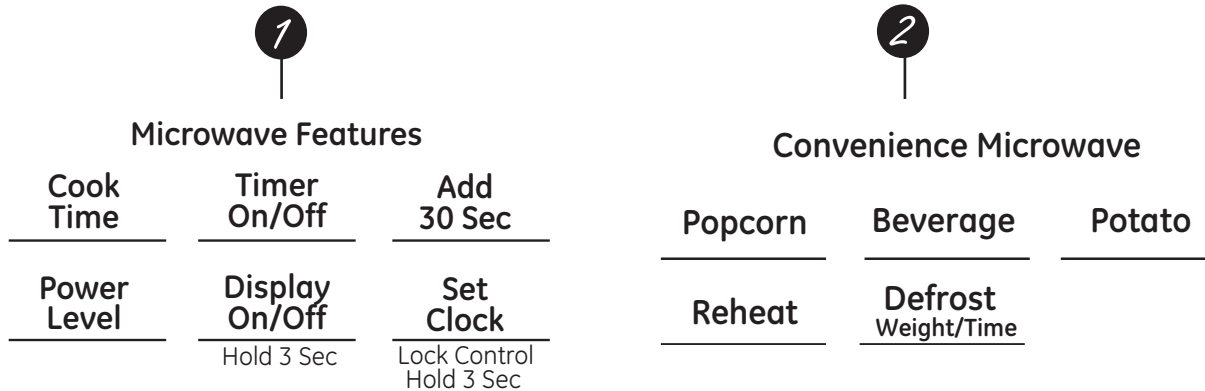 1
2
Microwave Features
Convenience Microwave
Cook
Time
Timer
On/Off
Add
30 Sec
Power
Level
Display
On/Off
Hold 3 Sec
Set
Clock
Lock Control
Hold 3 Sec
Popcorn
Beverage
Potato
Reheat
Defrost
Weight/Time